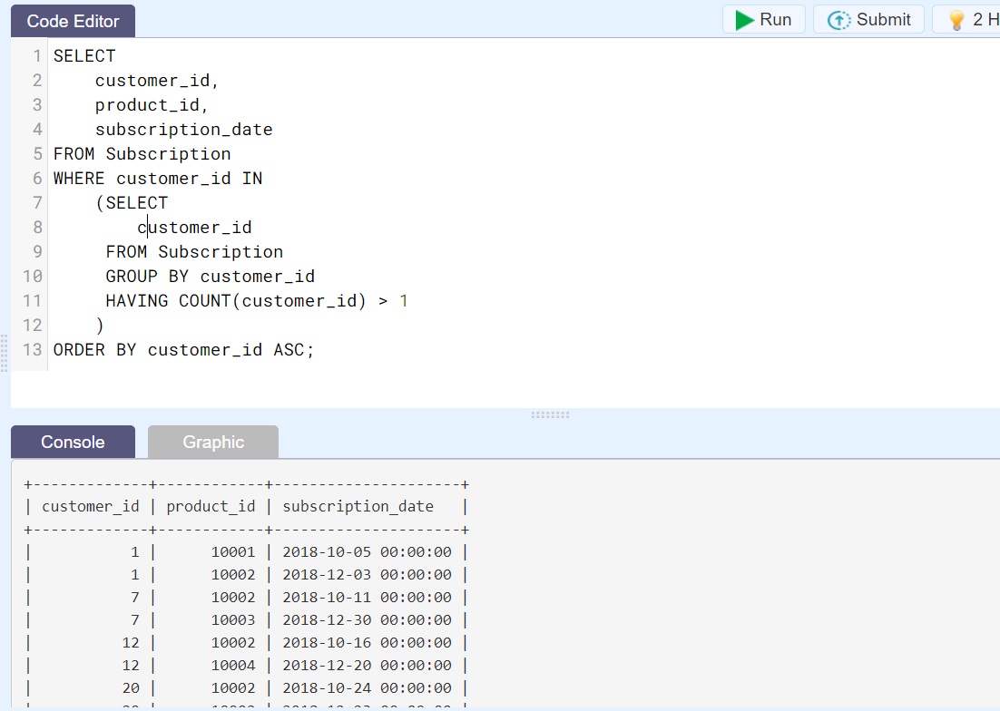 Code Editor Run Submit 2 H
1 SELECT
2 customer_id,
3 product_id,
4 subscription_date
5 FROM Subscription
6 WHERE customer_id IN
7 (SELECT
8 customer_id
9 FROM Subscription
10 GROUP BY customer_id
11 HAVING COUNT(customer_id) > 1
12 )
13 ORDER BY customer_id ASC;
Console Graphic
+-------------+------------+---------------------+
| customer_id | product_id | subscription_date |
+-------------+------------+---------------------+
| 1 | 10001 | 2018-10-05 00:00:00 |
| 1 | 10002 | 2018-12-03 00:00:00 |
| 7 | 10002 | 2018-10-11 00:00:00 |
| 7 | 10003 | 2018-12-30 00:00:00 |
| 12 | 10002 | 2018-10-16 00:00:00 |
| 12 | 10004 | 2018-12-20 00:00:00 |
| 20 | 10002 | 2018-10-24 00:00:00 |